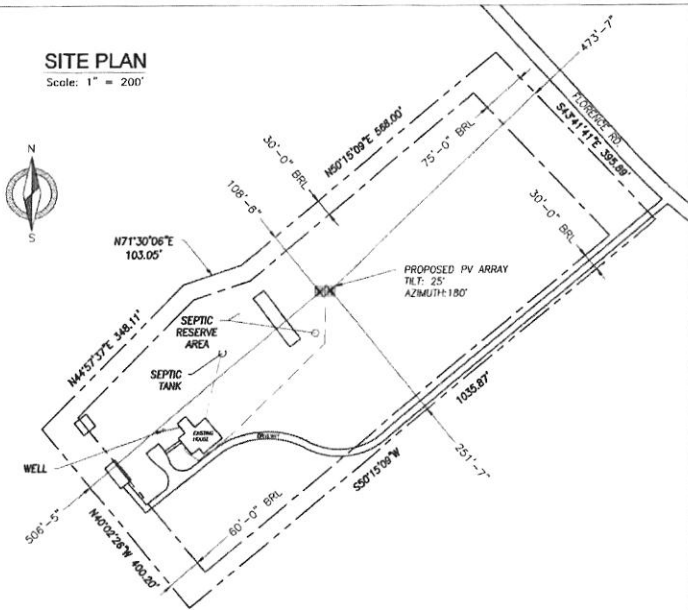 SITE PLAN
Scale: 1" = 200'
N
S
473'-7"
FLORENCE RD.
S43°41'41"E 395.89'
N50°15'09"E 568.00'
75'-0" BRL
30'-0" BRL
108'-6"
30'-0" BRL
N71°30'06"E
103.05'
PROPOSED PV ARRAY
TILT: 25°
AZIMUTH:180°
SEPTIC
RESERVE
AREA
N44°57'37"E 348.11'
SEPTIC
TANK
1035.87'
EXISTING
HOUSE
DRIVEWAY
WELL
251'-7"
S50°15'09"W
60'-0" BRL
506'-5"
N40°02'26"W 400.20'